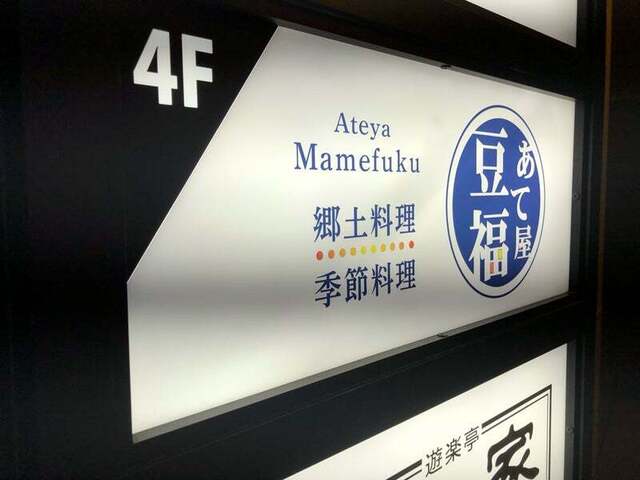 4F
Ateya
Mamefuku
郷土料理
季節料理
あて屋
豆福
遊楽亭
家